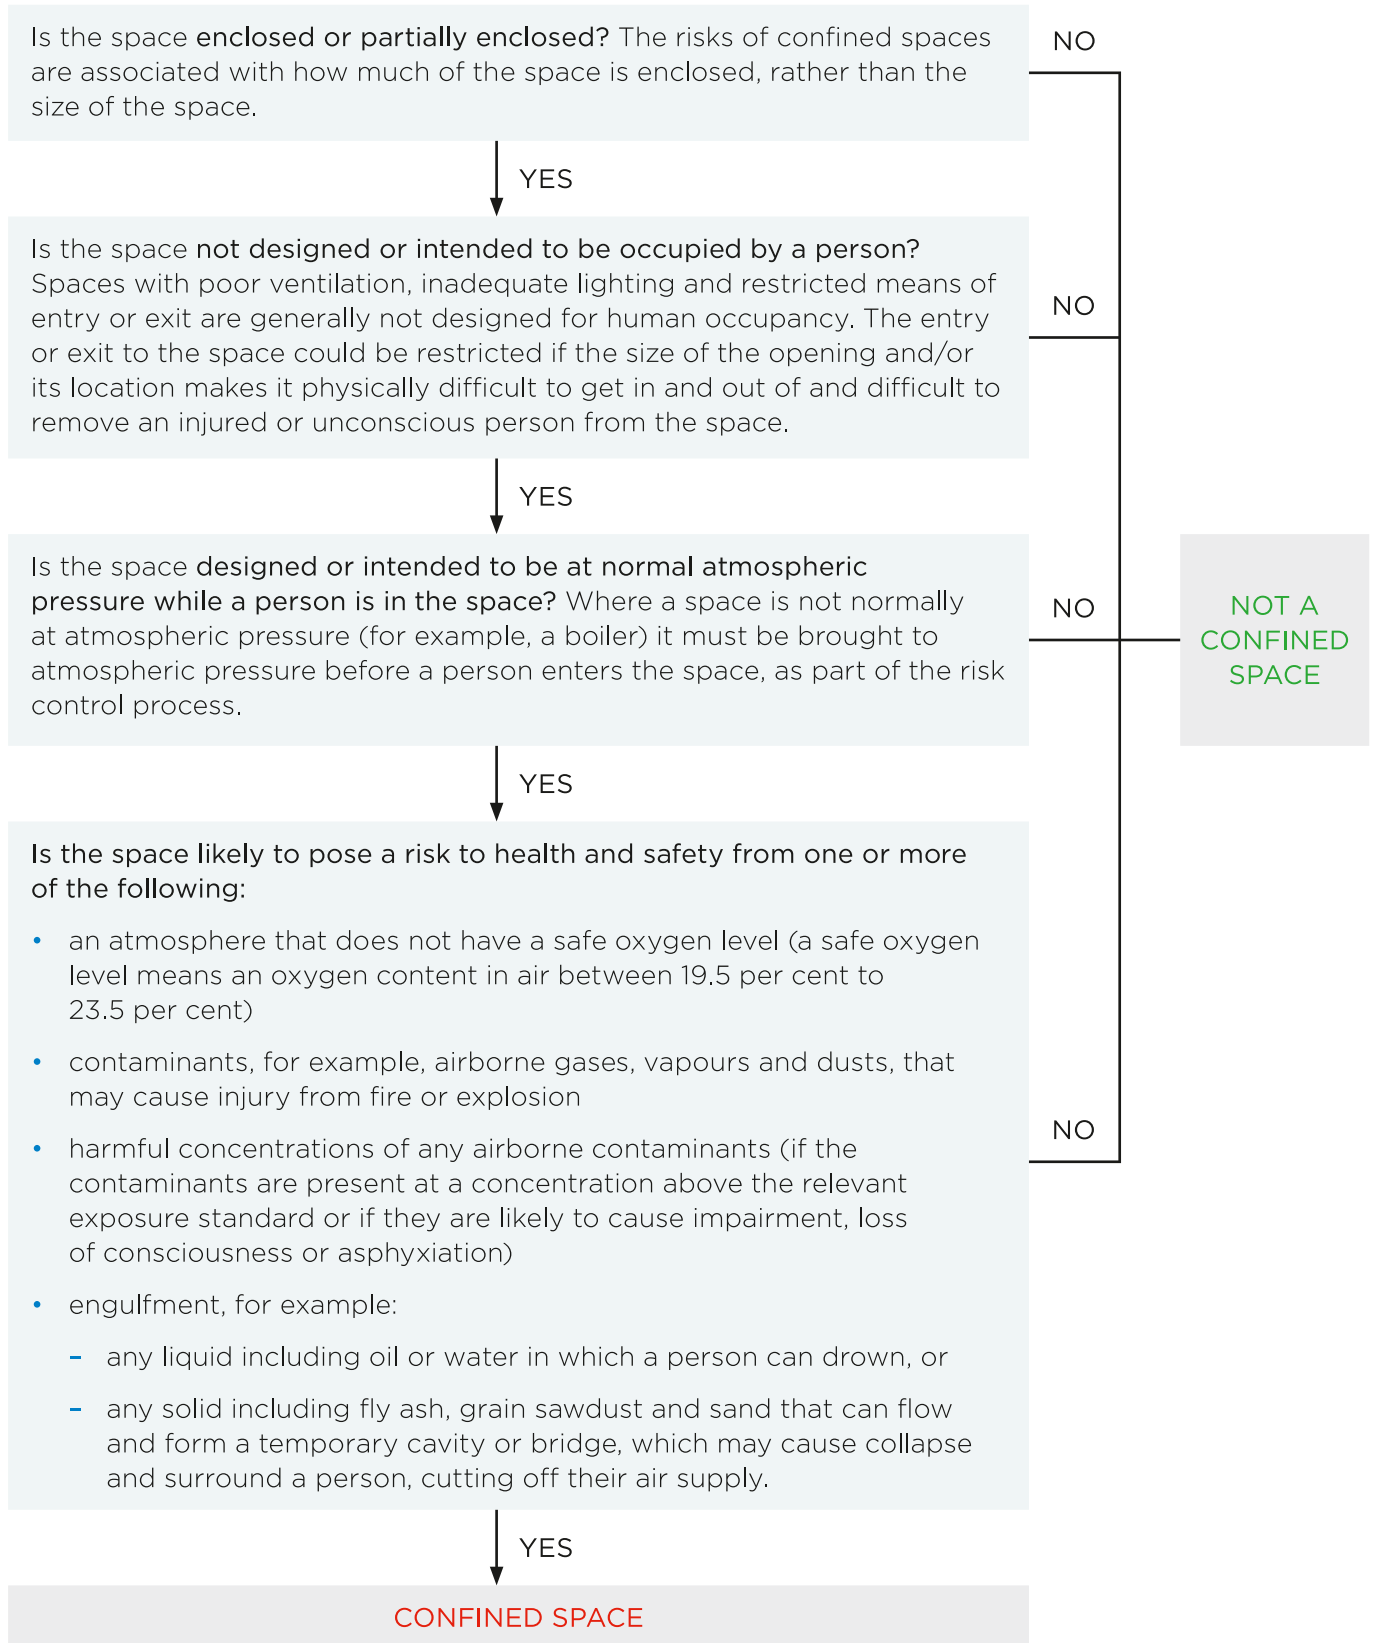 Is the space enclosed or partially enclosed? The risks of confined spaces
are associated with how much of the space is enclosed, rather than the
size of the space.
NO
YES
Is the space not designed or intended to be occupied by a person?
Spaces with poor ventilation, inadequate lighting and restricted means of
entry or exit are generally not designed for human occupancy. The entry
or exit to the space could be restricted if the size of the opening and/or
its location makes it physically difficult to get in and out of and difficult to
remove an injured or unconscious person from the space.
NO
YES
Is the space designed or intended to be at normal atmospheric
pressure while a person is in the space? Where a space is not normally
at atmospheric pressure (for example, a boiler) it must be brought to
atmospheric pressure before a person enters the space, as part of the risk
control process.
NO
NOT A
CONFINED
SPACE
YES
Is the space likely to pose a risk to health and safety from one or more
of the following:
• an atmosphere that does not have a safe oxygen level (a safe oxygen
level means an oxygen content in air between 19.5 per cent to
23.5 per cent)
• contaminants, for example, airborne gases, vapours and dusts, that
may cause injury from fire or explosion
• harmful concentrations of any airborne contaminants (if the
contaminants are present at a concentration above the relevant
exposure standard or if they are likely to cause impairment, loss
of consciousness or asphyxiation)
• engulfment, for example:
– any liquid including oil or water in which a person can drown, or
– any solid including fly ash, grain sawdust and sand that can flow
and form a temporary cavity or bridge, which may cause collapse
and surround a person, cutting off their air supply.
NO
YES
CONFINED SPACE